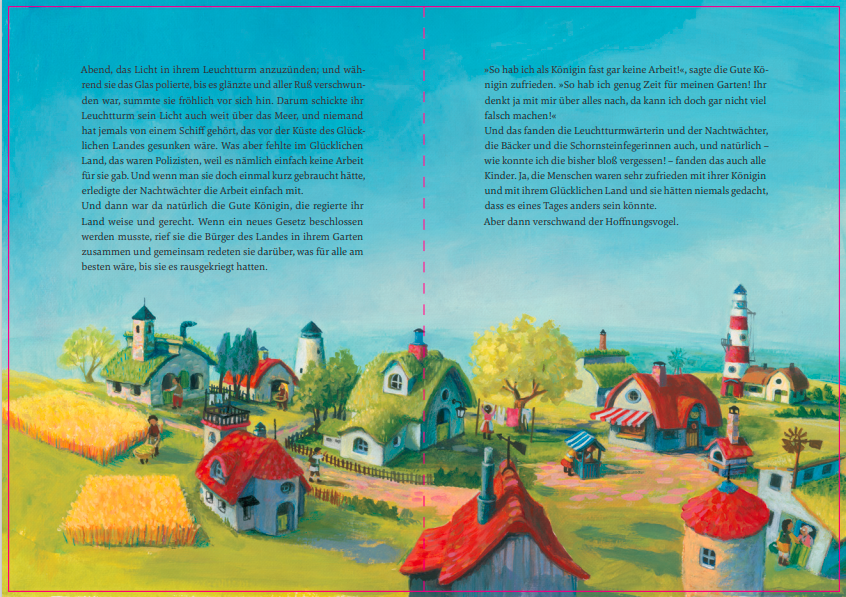 Abend, das Licht in ihrem Leuchtturm anzuzünden; und wäh-
rend sie das Glas polierte, bis es glänzte und aller Ruß verschwun-
den war, summte sie fröhlich vor sich hin. Darum schickte ihr
Leuchtturm sein Licht auch weit über das Meer, und niemand
hat jemals von einem Schiff gehört, das vor der Küste des Glück-
lichen Landes gesunken wäre. Was aber fehlte im Glücklichen
Land, das waren Polizisten, weil es nämlich einfach keine Arbeit
für sie gab. Und wenn man sie doch einmal kurz gebraucht hätte,
erledigte der Nachtwächter die Arbeit einfach mit.
Und dann war da natürlich die Gute Königin, die regierte ihr
Land weise und gerecht. Wenn ein neues Gesetz beschlossen
werden musste, rief sie die Bürger des Landes in ihrem Garten
zusammen und gemeinsam redeten sie darüber, was für alle am
besten wäre, bis sie es rausgekriegt hatten.
»So hab ich als Königin fast gar keine Arbeit!«, sagte die Gute Kö-
nigin zufrieden. »So hab ich genug Zeit für meinen Garten! Ihr
denkt ja mit mir über alles nach, da kann ich doch gar nicht viel
falsch machen!«
Und das fanden die Leuchtturmwärterin und der Nachtwächter,
die Bäcker und die Schornsteinfegerinnen auch, und natürlich –
wie konnte ich die bisher bloß vergessen! – fanden das auch alle
Kinder. Ja, die Menschen waren sehr zufrieden mit ihrer Königin
und mit ihrem Glücklichen Land und sie hätten niemals gedacht,
dass es eines Tages anders sein könnte.
Aber dann verschwand der Hoffnungsvogel.